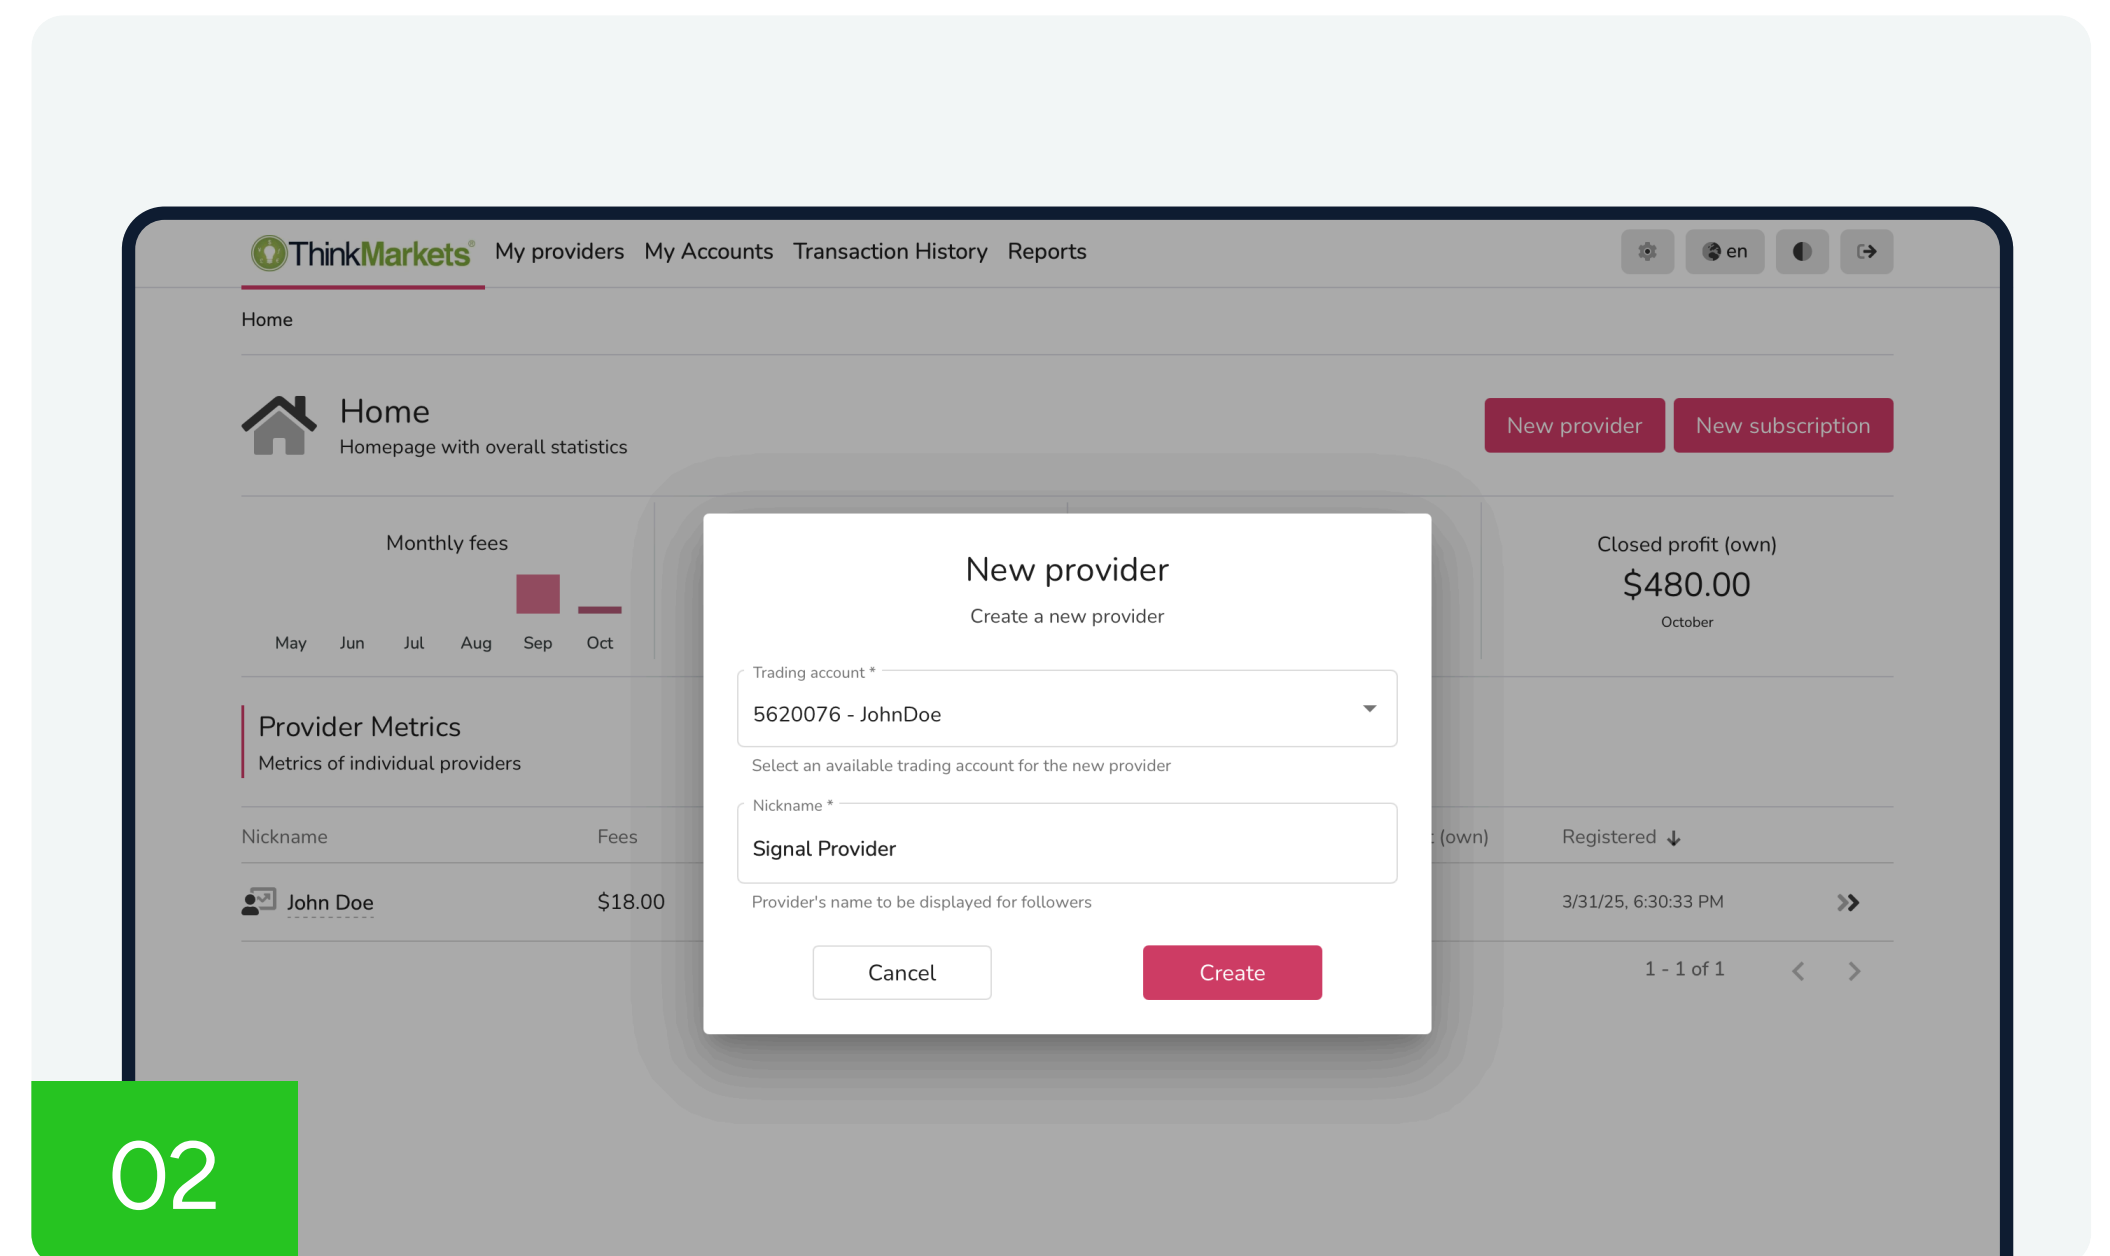 ThinkMarkets® My providers My Accounts Transaction History Reports en
Home
Home
Homepage with overall statistics
New provider New subscription
Monthly fees
May Jun Jul Aug Sep Oct
Closed profit (own)
$480.00
October
Provider Metrics
Metrics of individual providers
Nickname Fees (own) Registered
John Doe $18.00 3/31/25, 6:30:33 PM
1 - 1 of 1
New provider
Create a new provider
Trading account *
5620076 - JohnDoe
Select an available trading account for the new provider
Nickname *
Signal Provider
Provider's name to be displayed for followers
Cancel Create
02